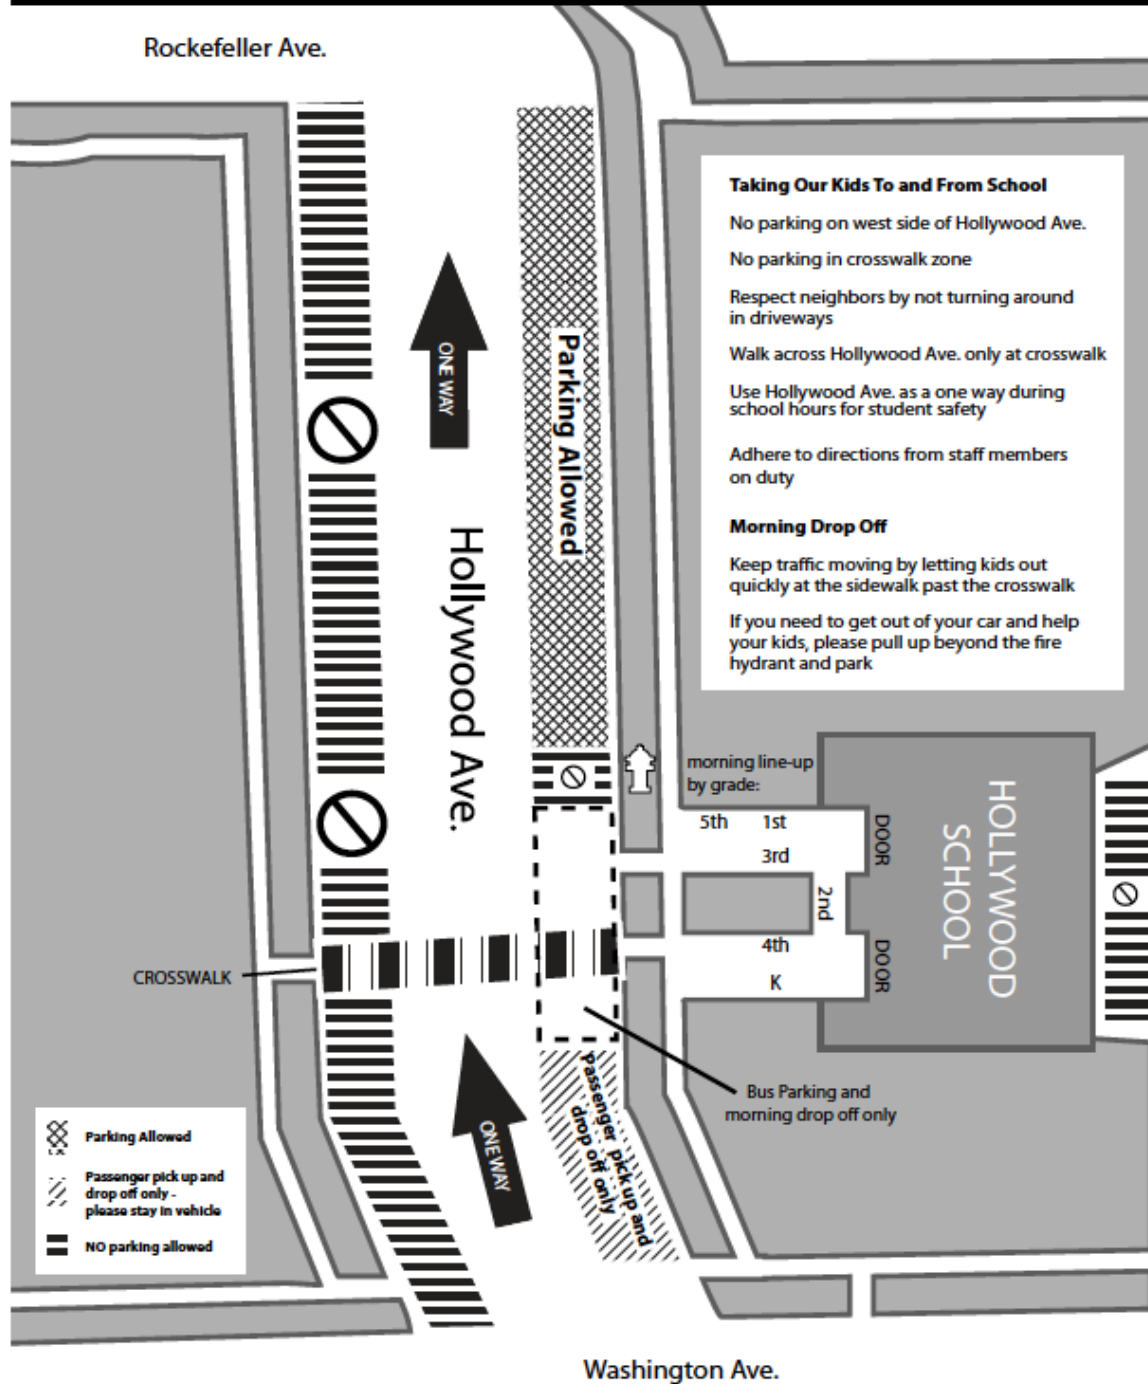 Rockefeller Ave.
Taking Our Kids To and From School
No parking on west side of Hollywood Ave.
No parking in crosswalk zone
Respect neighbors by not turning around
in driveways
Walk across Hollywood Ave. only at crosswalk
Use Hollywood Ave. as a one way during
school hours for student safety
Adhere to directions from staff members
on duty
Morning Drop Off
Keep traffic moving by letting kids out
quickly at the sidewalk past the crosswalk
If you need to get out of your car and help
your kids, please pull up beyond the fire
hydrant and park
ONE WAY
Parking Allowed
Hollywood Ave.
morning line-up
by grade:
5th 1st
3rd
2nd
4th
K
DOOR
DOOR
HOLLYWOOD
SCHOOL
CROSSWALK
ONE WAY
Passenger pick up and
drop off only
Bus Parking and
morning drop off only
Parking Allowed
Passenger pick up and
drop off only -
please stay in vehicle
NO parking allowed
Washington Ave.